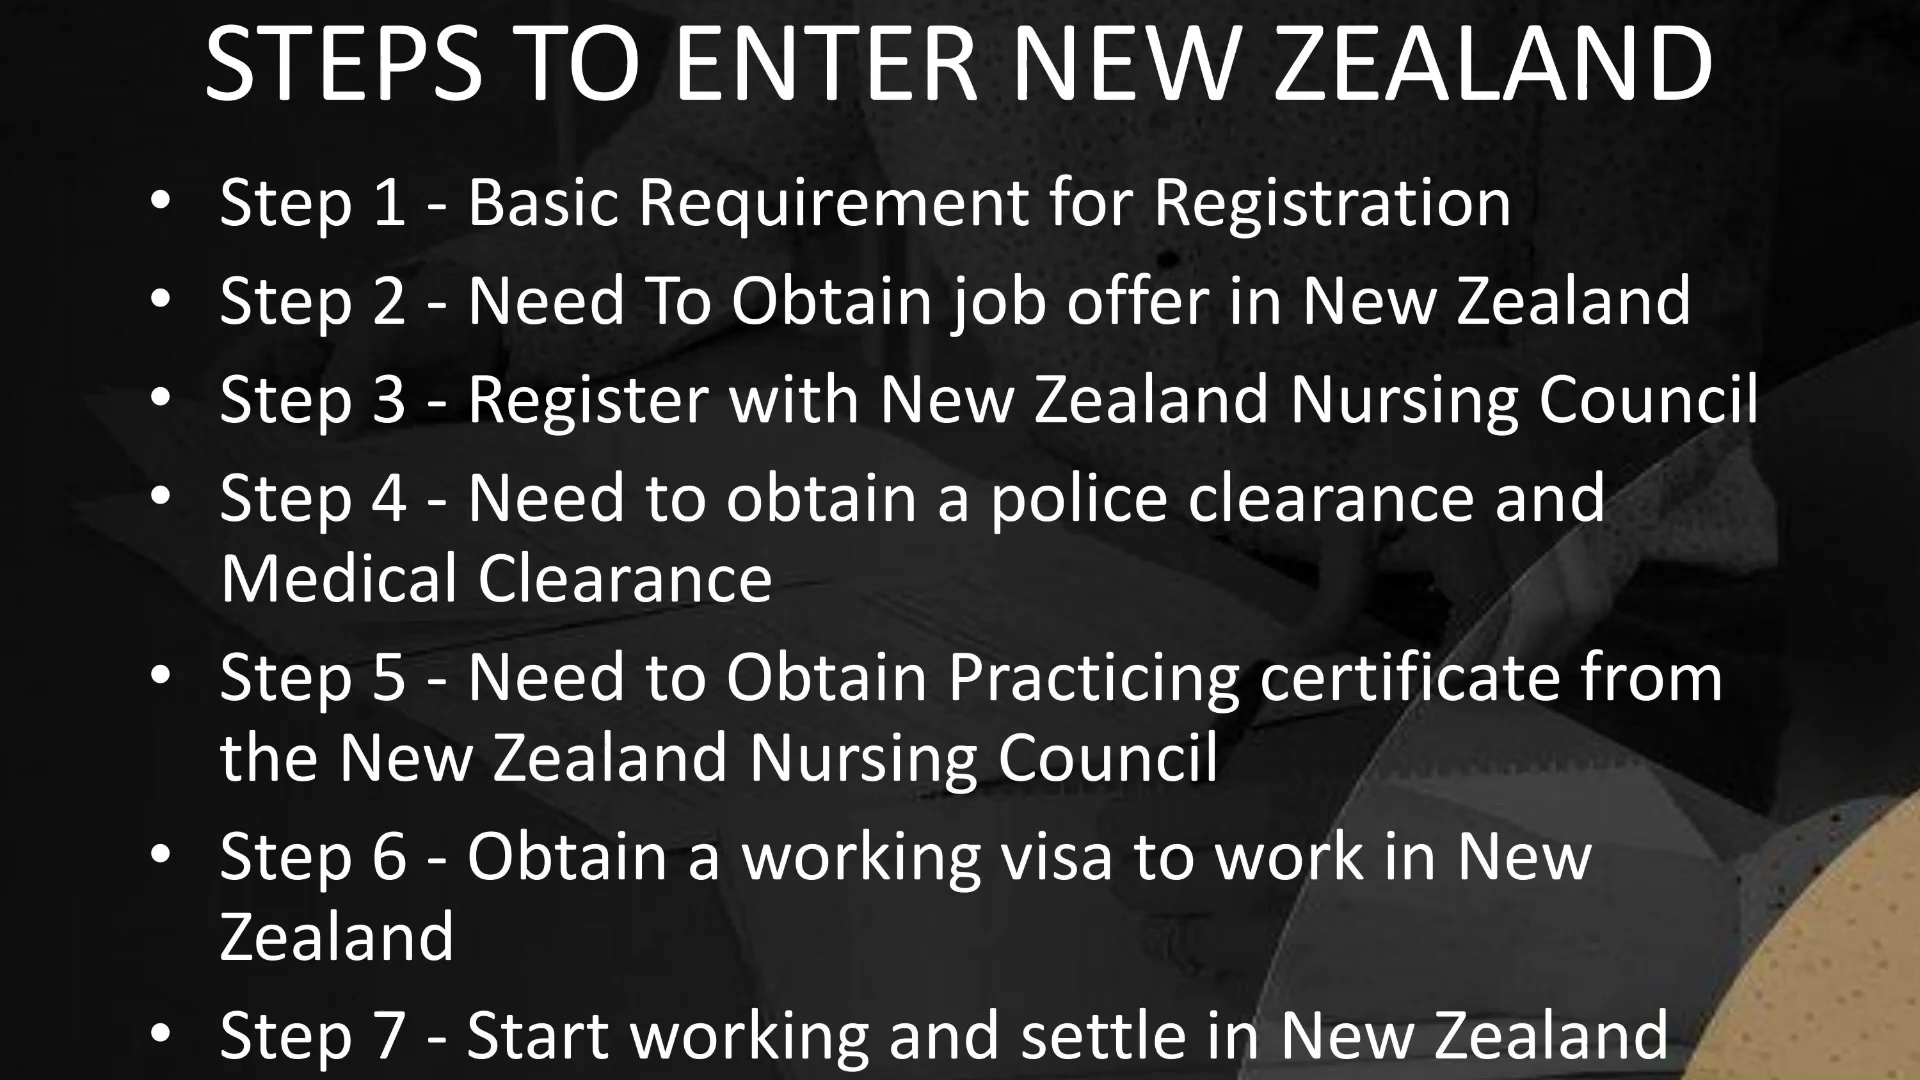 STEPS TO ENTER NEW ZEALAND
• Step 1 - Basic Requirement for Registration
• Step 2 - Need To Obtain job offer in New Zealand
• Step 3 - Register with New Zealand Nursing Council
• Step 4 - Need to obtain a police clearance and
Medical Clearance
• Step 5 - Need to Obtain Practicing certificate from
the New Zealand Nursing Council
• Step 6 - Obtain a working visa to work in New
Zealand
• Step 7 - Start working and settle in New Zealand